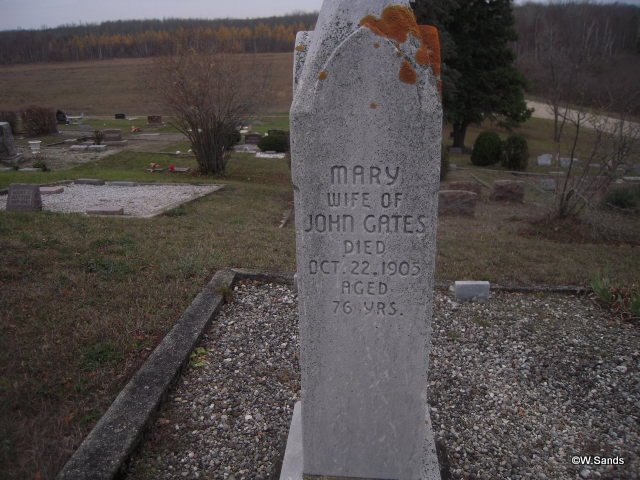 MARY
WIFE OF
JOHN GATES
DIED
OCT. 22. 1905
AGED
76 YRS.
©W.Sands